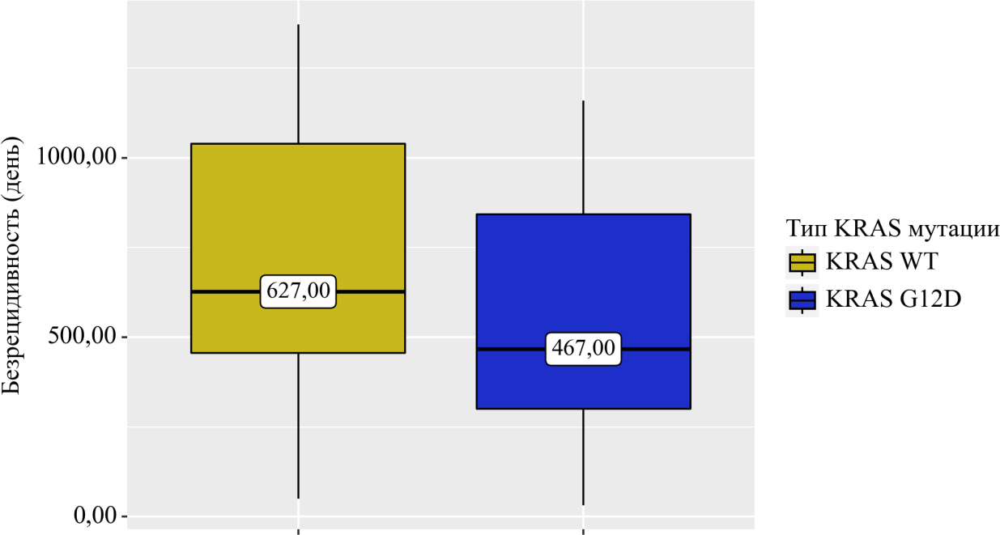 Безрецидивность (день)
1000,00
500,00
0,00
627,00
467,00
Тип KRAS мутации
KRAS WT
KRAS G12D